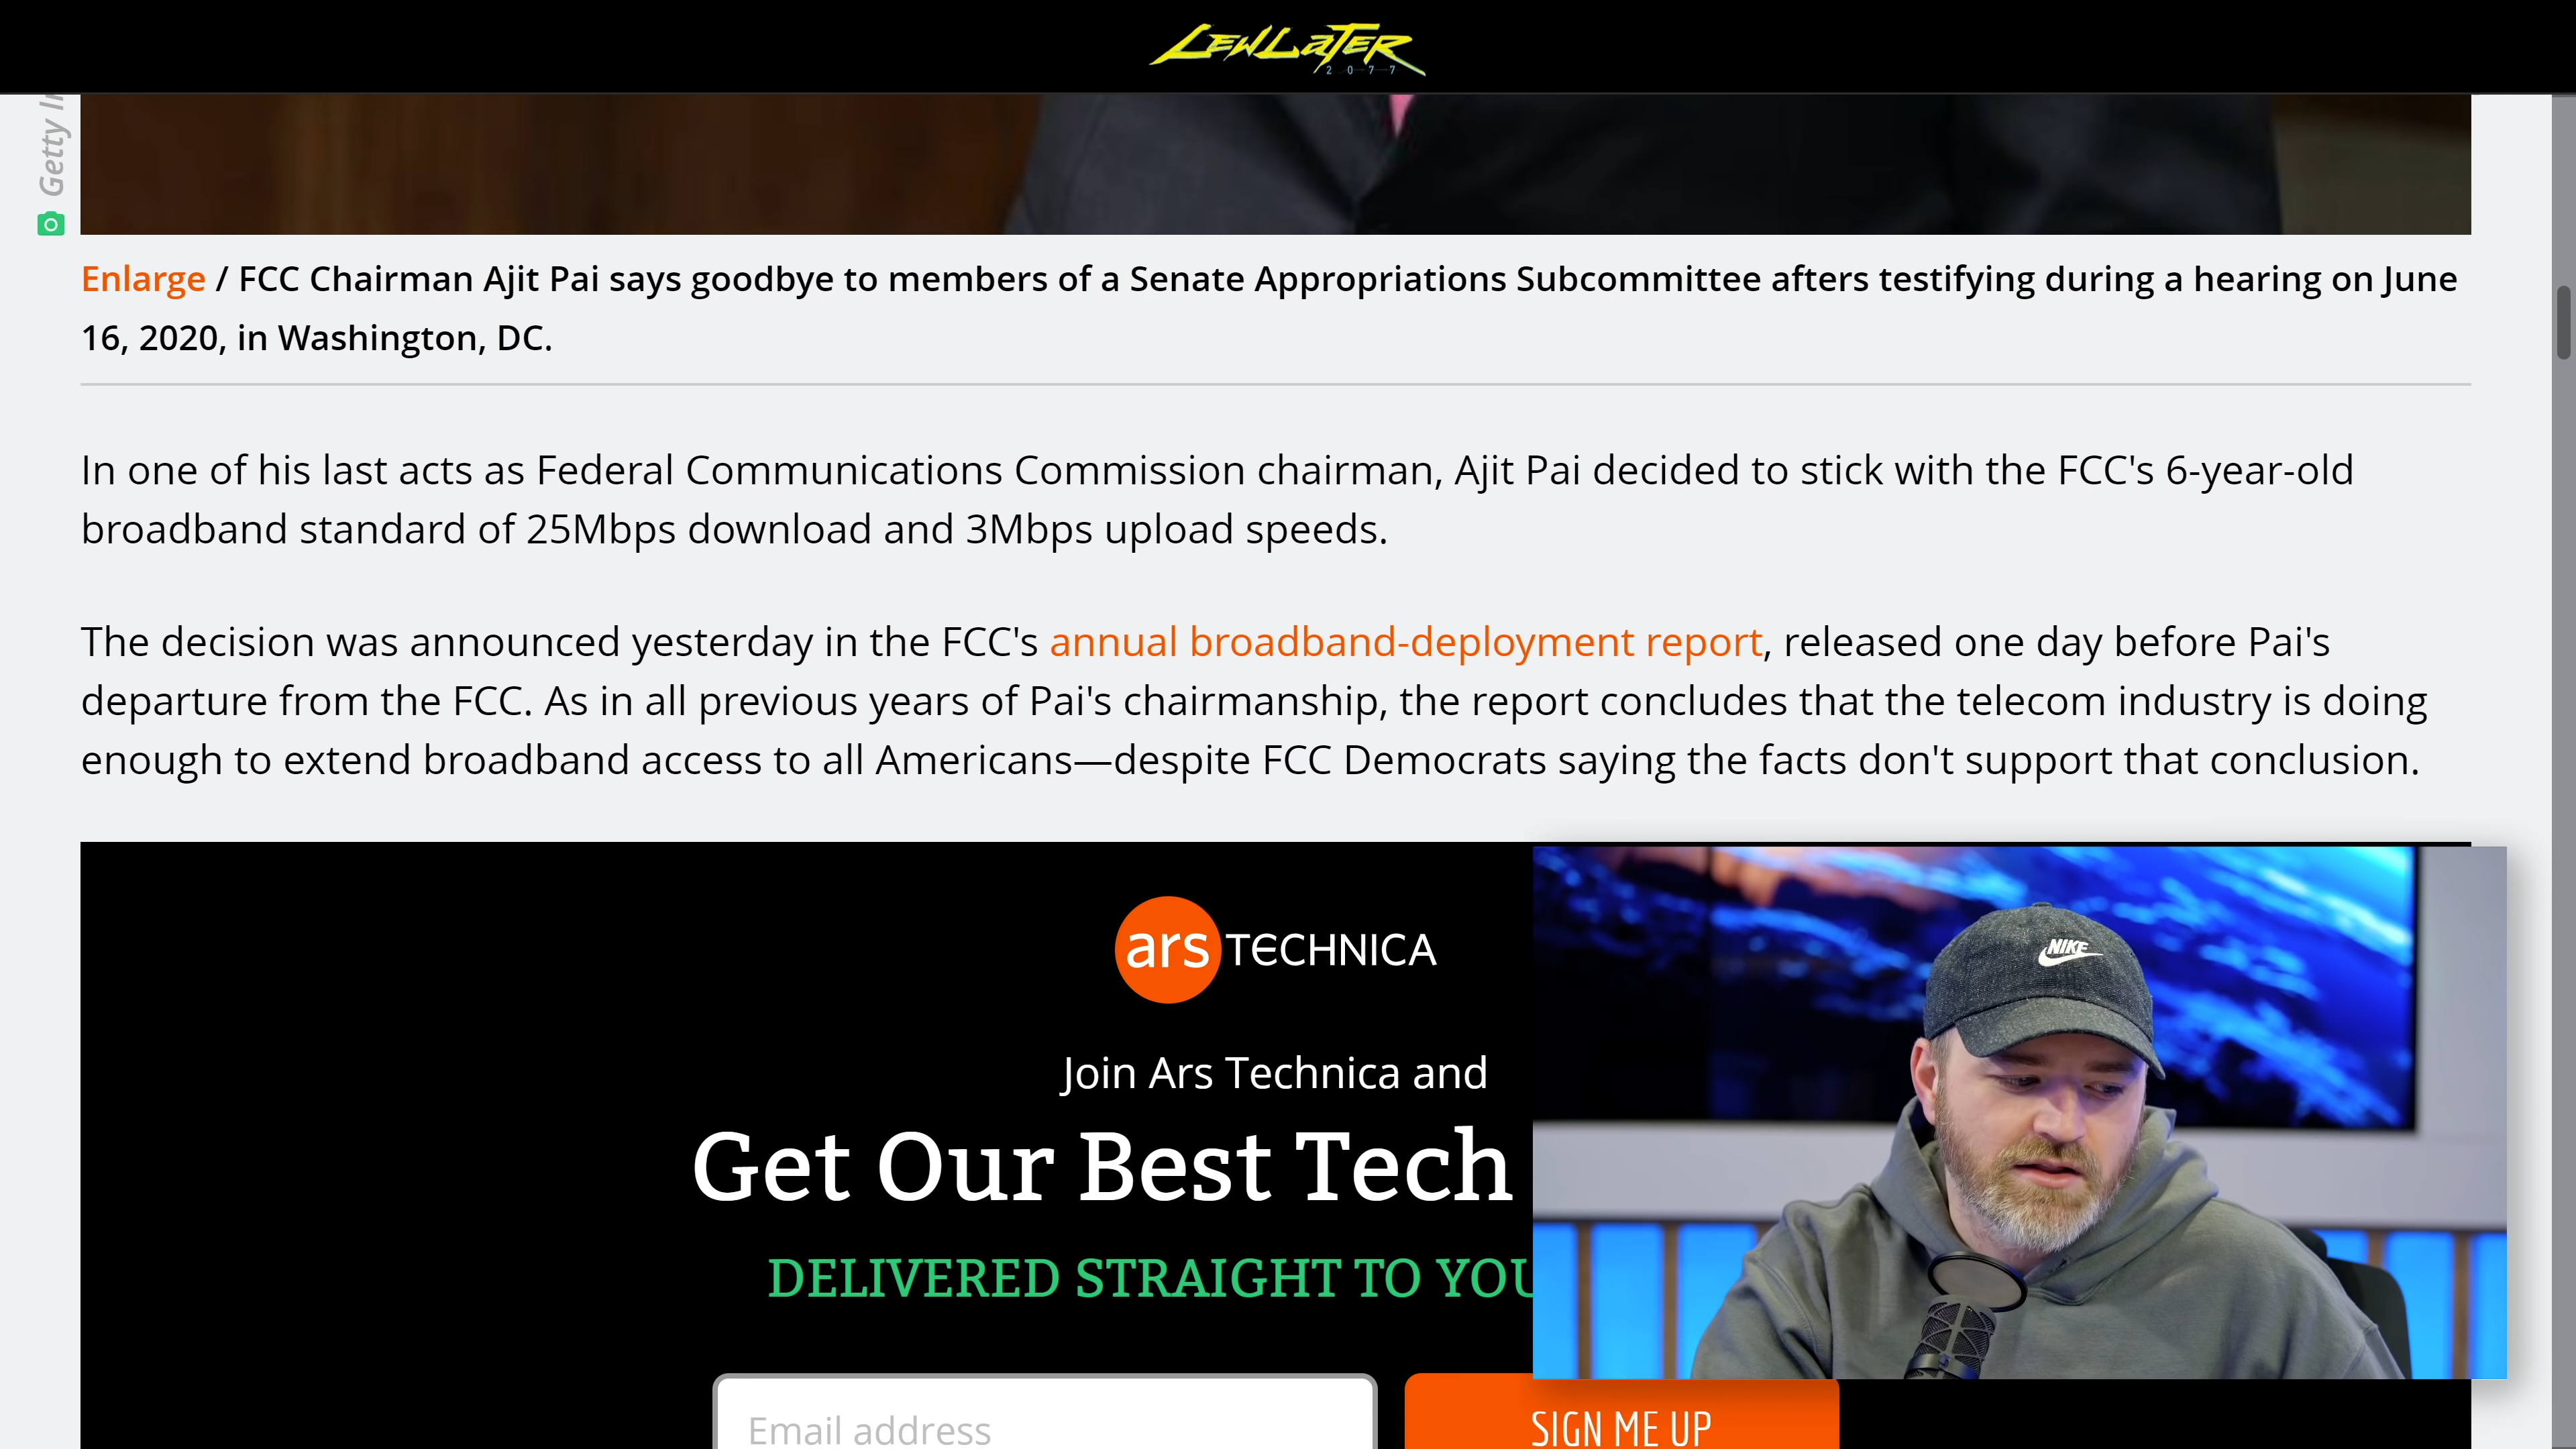 LEWLATER
2077
Getty
Enlarge / FCC Chairman Ajit Pai says goodbye to members of a Senate Appropriations Subcommittee afters testifying during a hearing on June
16, 2020, in Washington, DC.
In one of his last acts as Federal Communications Commission chairman, Ajit Pai decided to stick with the FCC's 6-year-old
broadband standard of 25Mbps download and 3Mbps upload speeds.
The decision was announced yesterday in the FCC's annual broadband-deployment report, released one day before Pai's
departure from the FCC. As in all previous years of Pai's chairmanship, the report concludes that the telecom industry is doing
enough to extend broadband access to all Americans—despite FCC Democrats saying the facts don't support that conclusion.
ars TECHNICA
Join Ars Technica and
Get Our Best Tech
DELIVERED STRAIGHT TO YOU
Email address
SIGN ME UP
NIKE